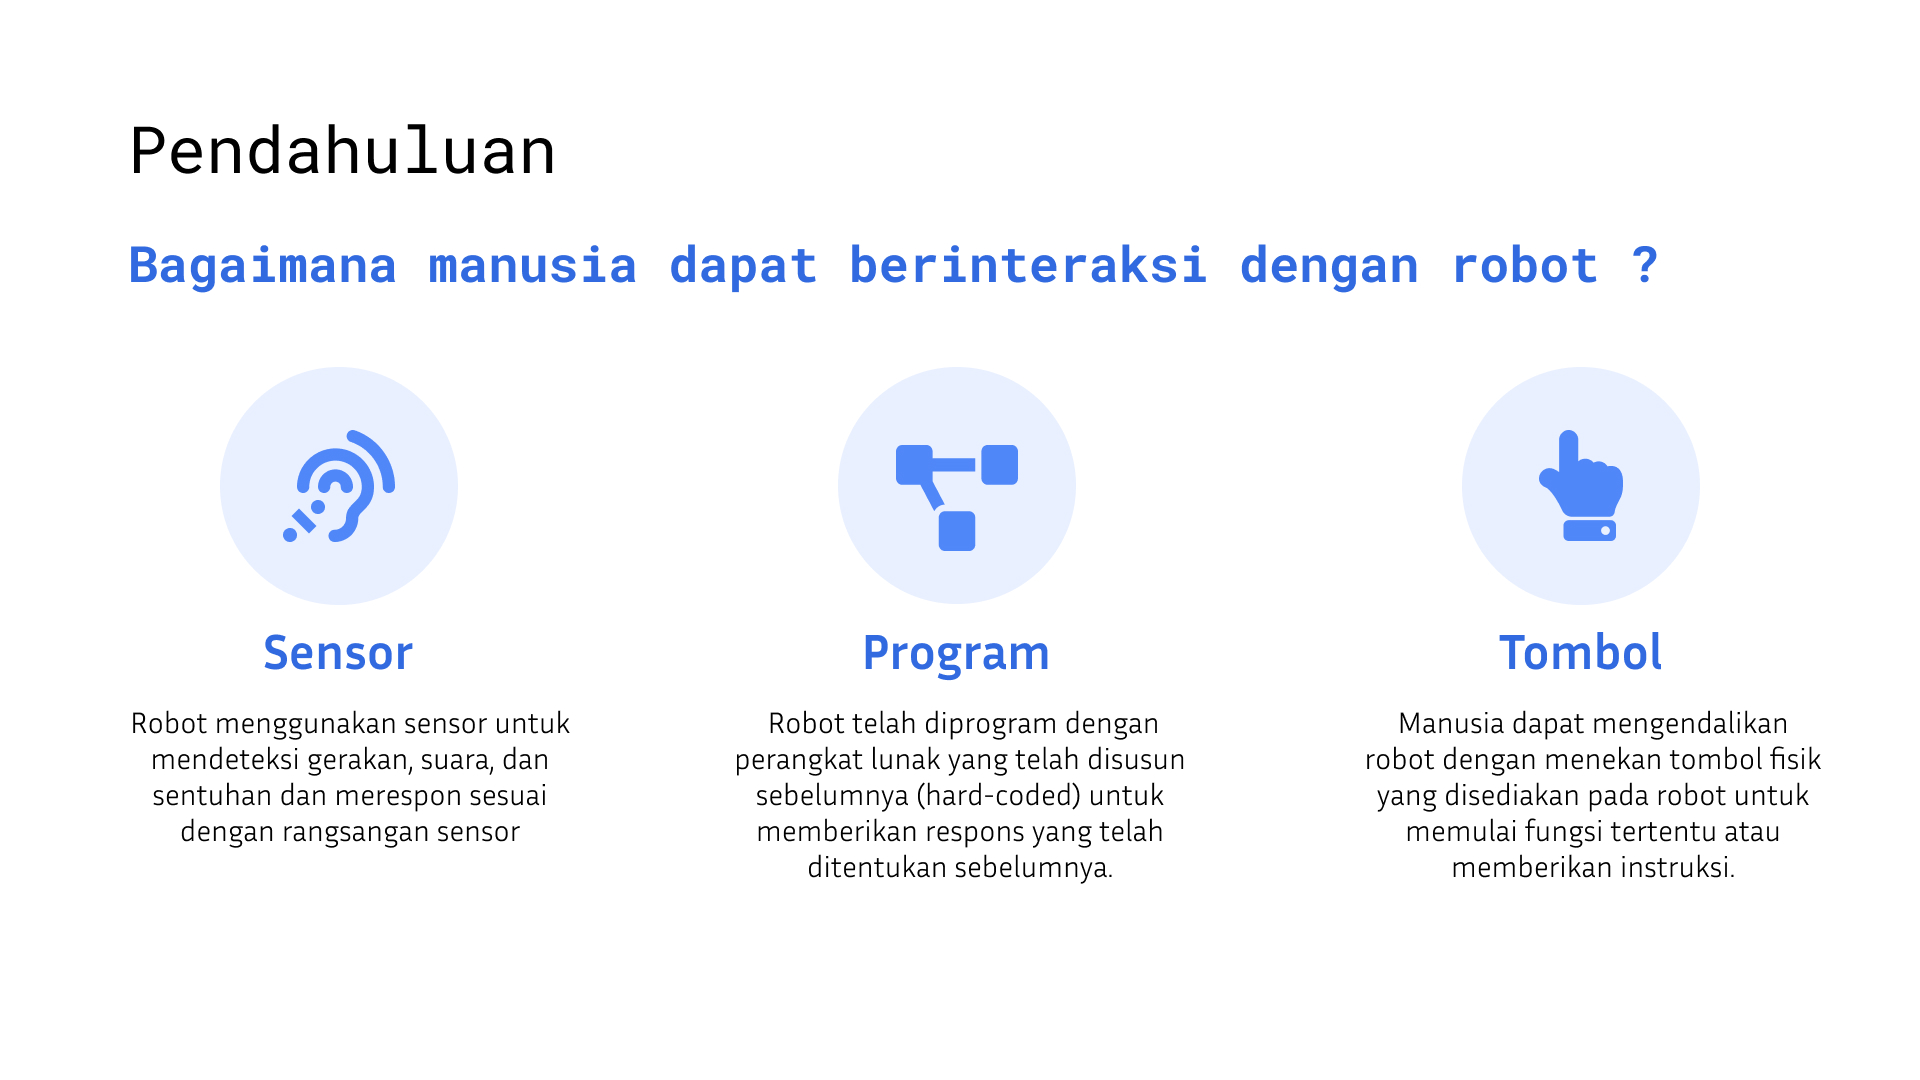 Pendahuluan
Bagaimana manusia dapat berinteraksi dengan robot ?
Sensor
Robot menggunakan sensor untuk
mendeteksi gerakan, suara, dan
sentuhan dan merespon sesuai
dengan rangsangan sensor
Program
Robot telah diprogram dengan
perangkat lunak yang telah disusun
sebelumnya (hard-coded) untuk
memberikan respons yang telah
ditentukan sebelumnya.
Tombol
Manusia dapat mengendalikan
robot dengan menekan tombol fisik
yang disediakan pada robot untuk
memulai fungsi tertentu atau
memberikan instruksi.